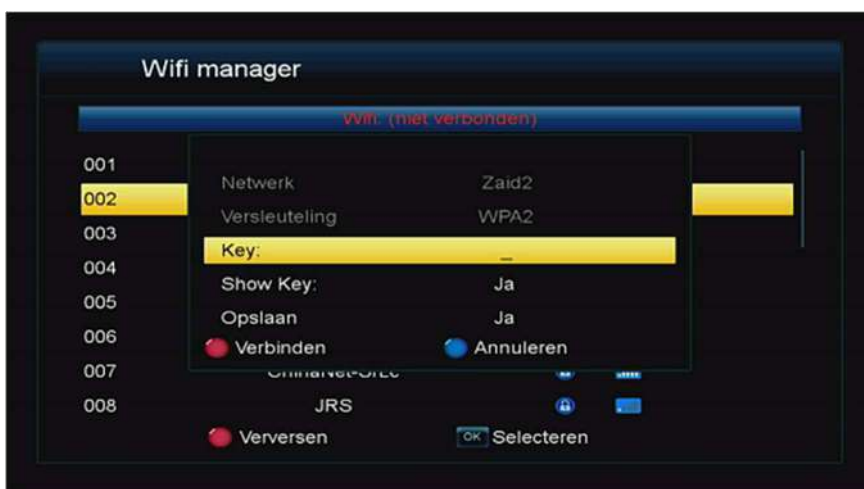 Wifi manager
Wifi: (niet verbonden)
001
Netwerk Zaid2
002
Versleuteling WPA2
003
Key: _
004
Show Key: Ja
005
Opslaan Ja
006
Verbinden Annuleren
007
008 JRS
Verversen OK Selecteren